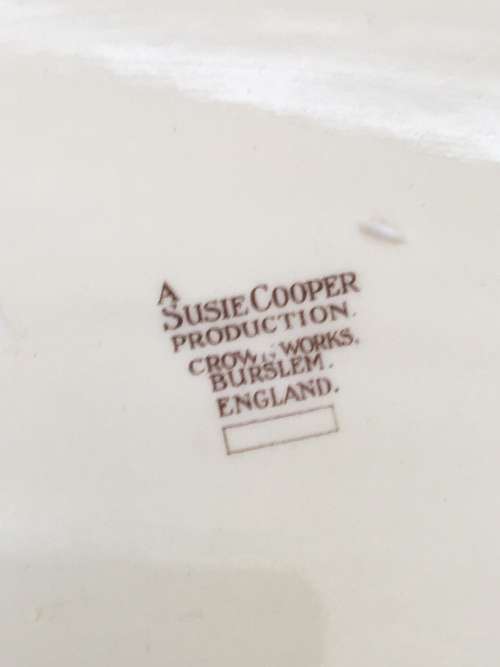 A
SUSIE COOPER
PRODUCTION.
CROWN WORKS.
BURSLEM.
ENGLAND.